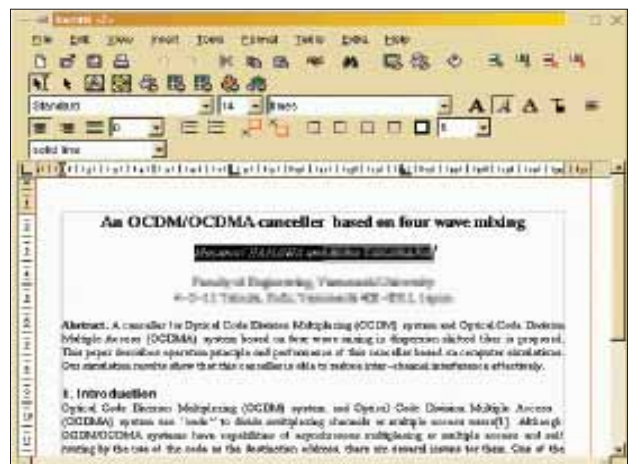 File Edit View Insert Tools Format Table Extra Help
Standard 14 times
0
solid line
An OCDM/OCDMA canceller based on four wave mixing
Faculty of Engineering, Yamanashi University
Abstract. A canceller for Optical Code Division Multiplexing (OCDM) system and Optical Code Division
Multiple Access (OCDMA) system based on four wave mixing in dispersion shifted fiber is proposed.
This paper describes operation principle and performance of this canceller based on computer simulations.
Our simulation results show that this canceller is able to reduce inter-channel interference effectively.
1. Introduction
Optical Code Division Multiplexing (OCDM) system and Optical Code Division Multiple Access
(OCDMA) system use "code" to divide multiplexing channels or multiple access users[1]. Although
OCDM/OCDMA systems have capabilities of asynchronous multiplexing or multiple access and self
routing by the use of the code as the destination address, there are several issues for them. One of the